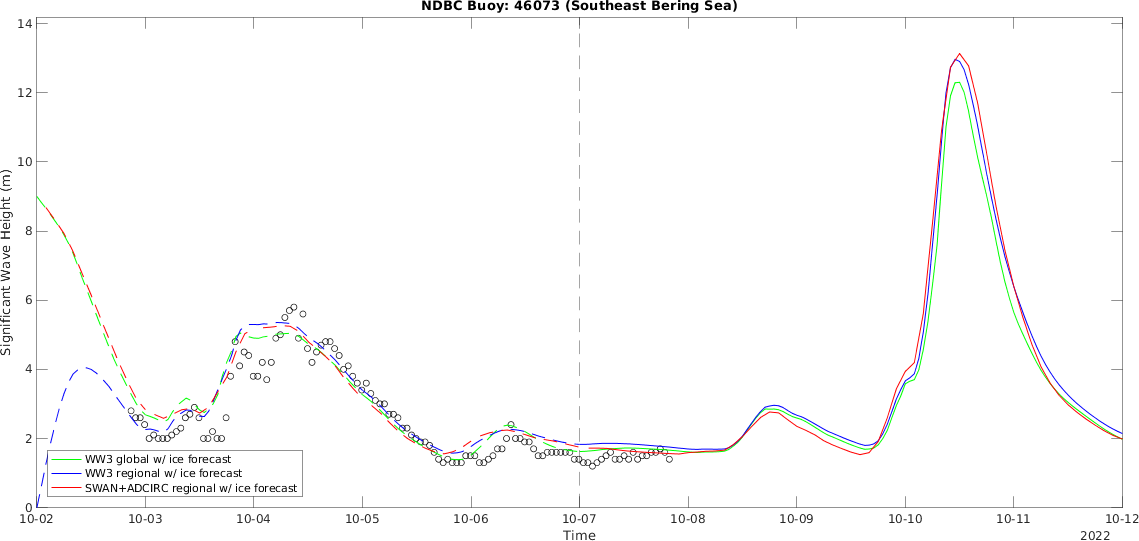 NDBC Buoy: 46073 (Southeast Bering Sea)
14
12
10
8
6
4
2
0
Significant Wave Height (m)
WW3 global w/ ice forecast
WW3 regional w/ ice forecast
SWAN+ADCIRC regional w/ ice forecast
10-02 10-03 10-04 10-05 10-06 10-07 10-08 10-09 10-10 10-11 10-12
Time
2022